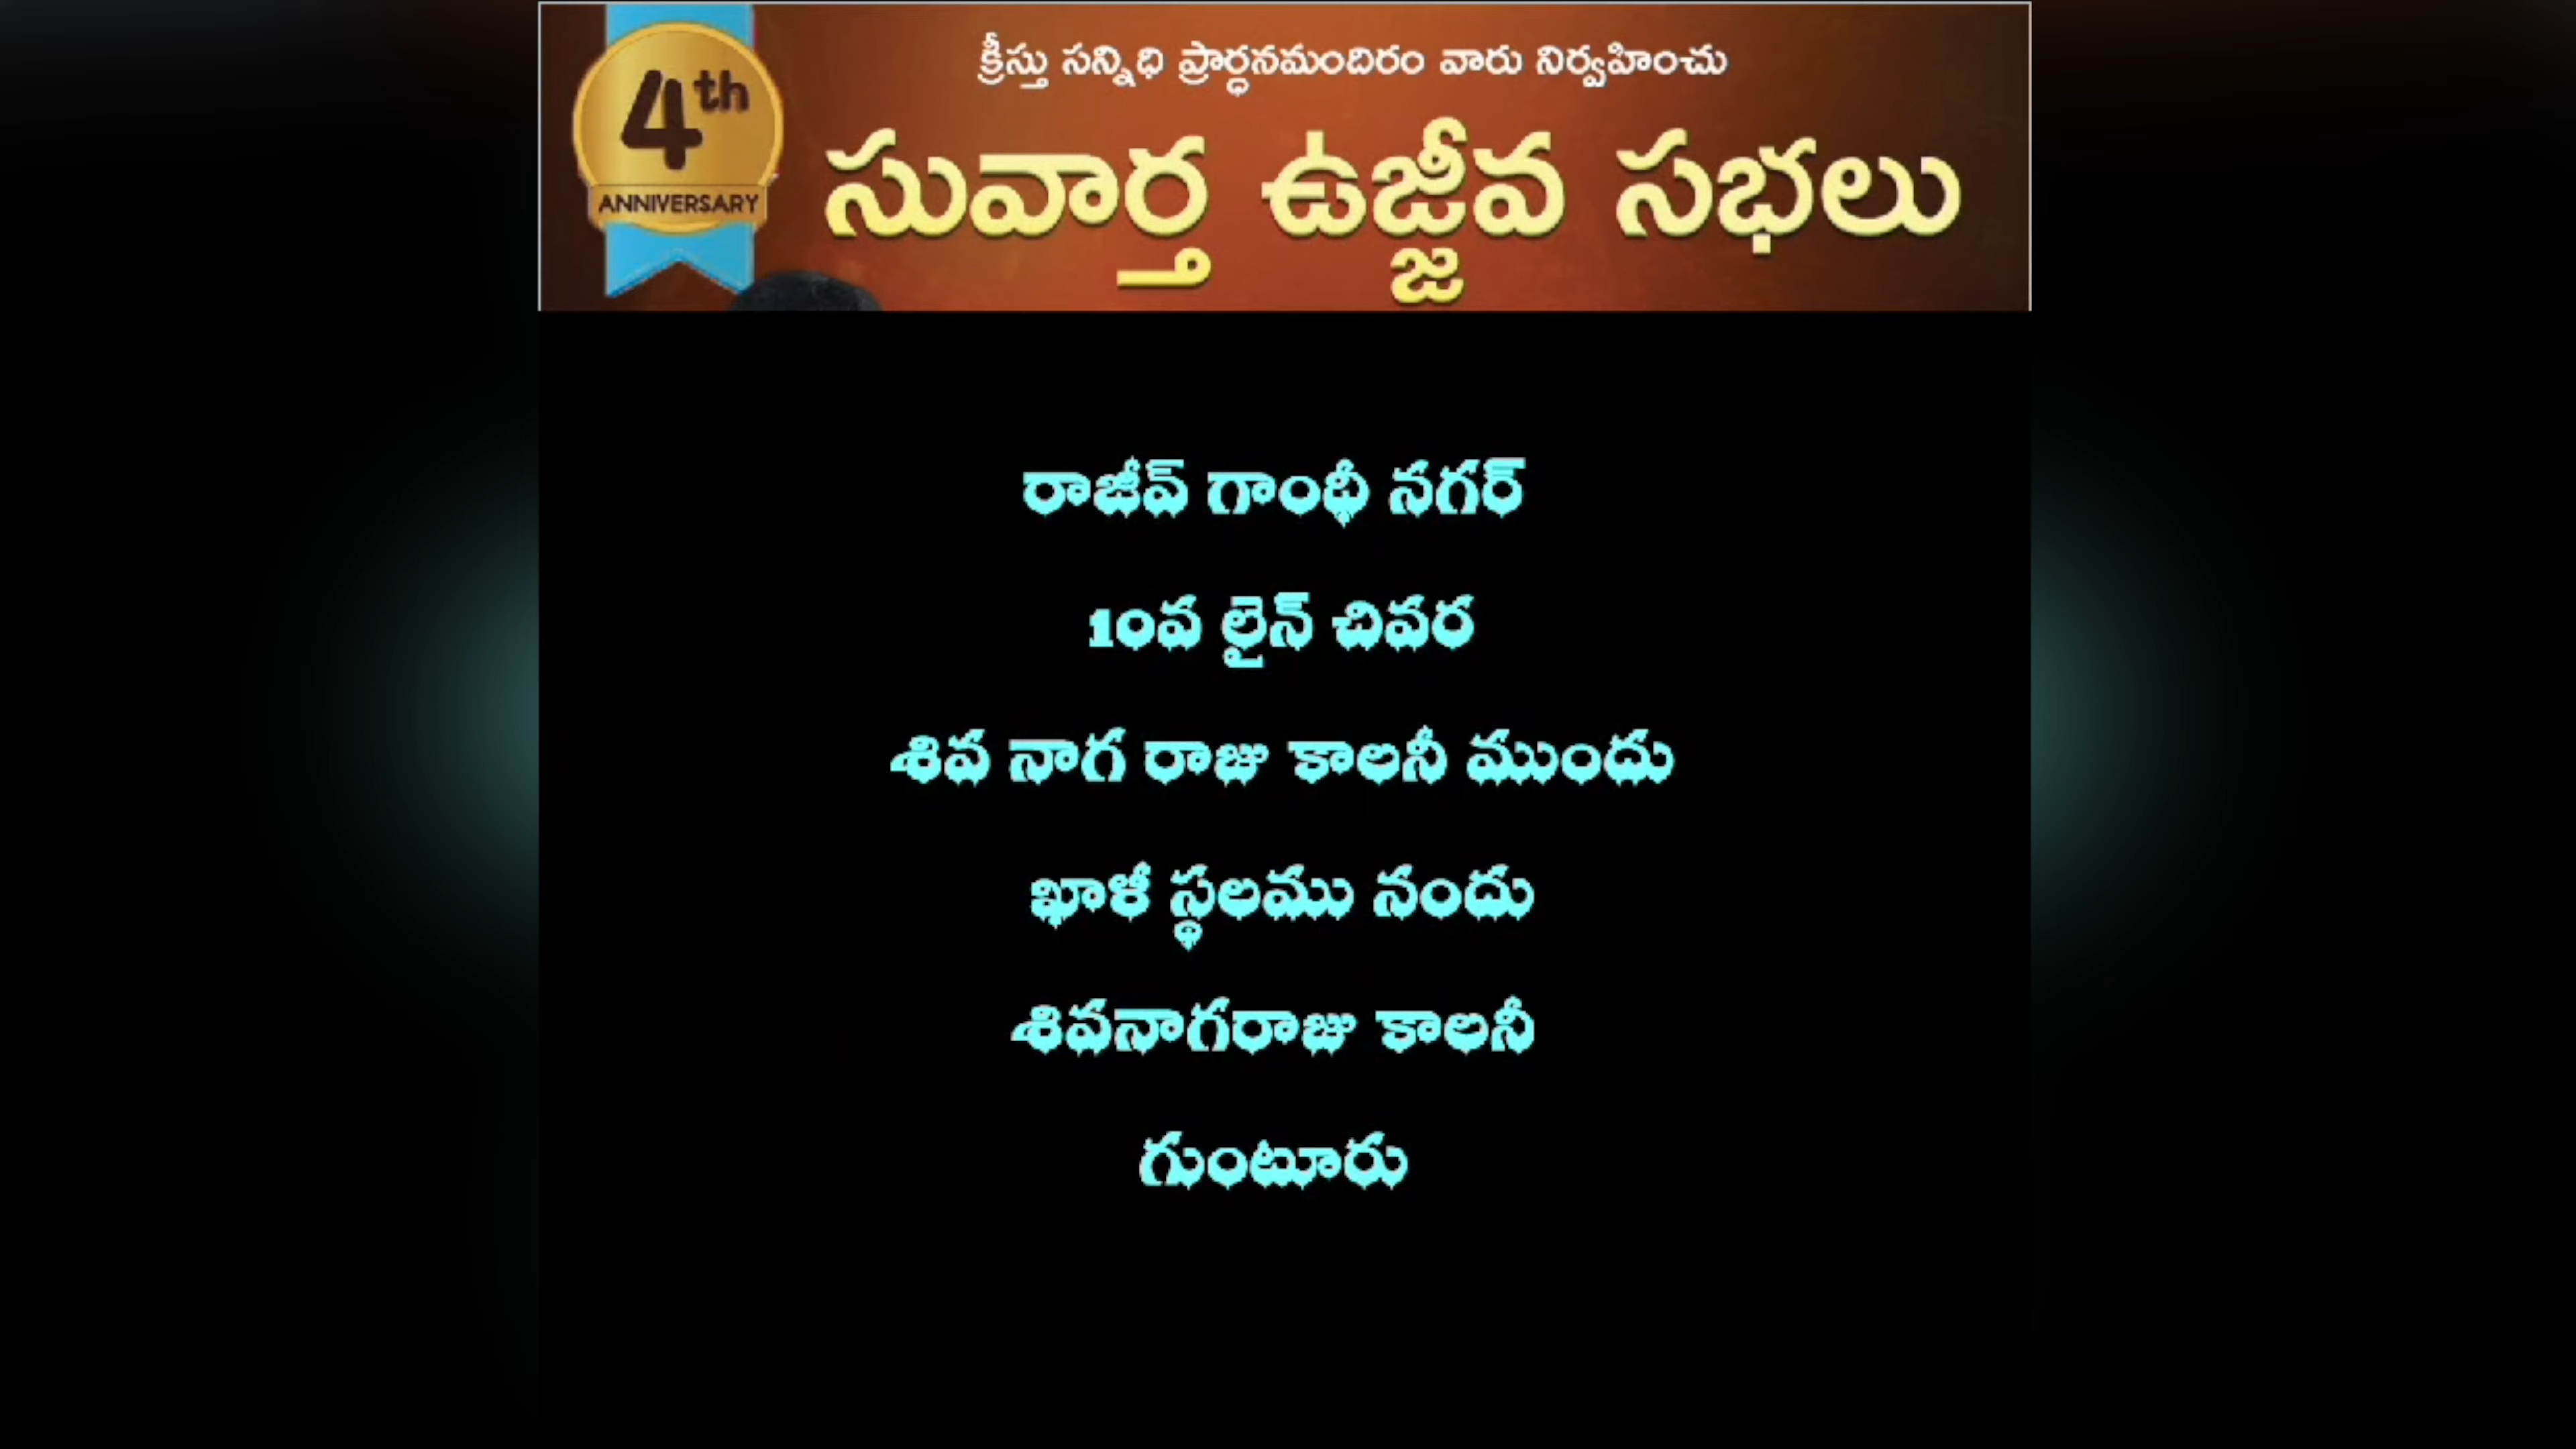 4th
ANNIVERSARY
క్రీస్తు సన్నిధి ప్రార్ధనమందిరం వారు నిర్వహించు
సువార్త ఉజ్జీవ సభలు
రాజీవ్ గాంధీ నగర్
10వ లైన్ చివర
శివ నాగ రాజు కాలనీ ముందు
ఖాళీ స్థలము నందు
శివనాగరాజు కాలనీ
గుంటూరు